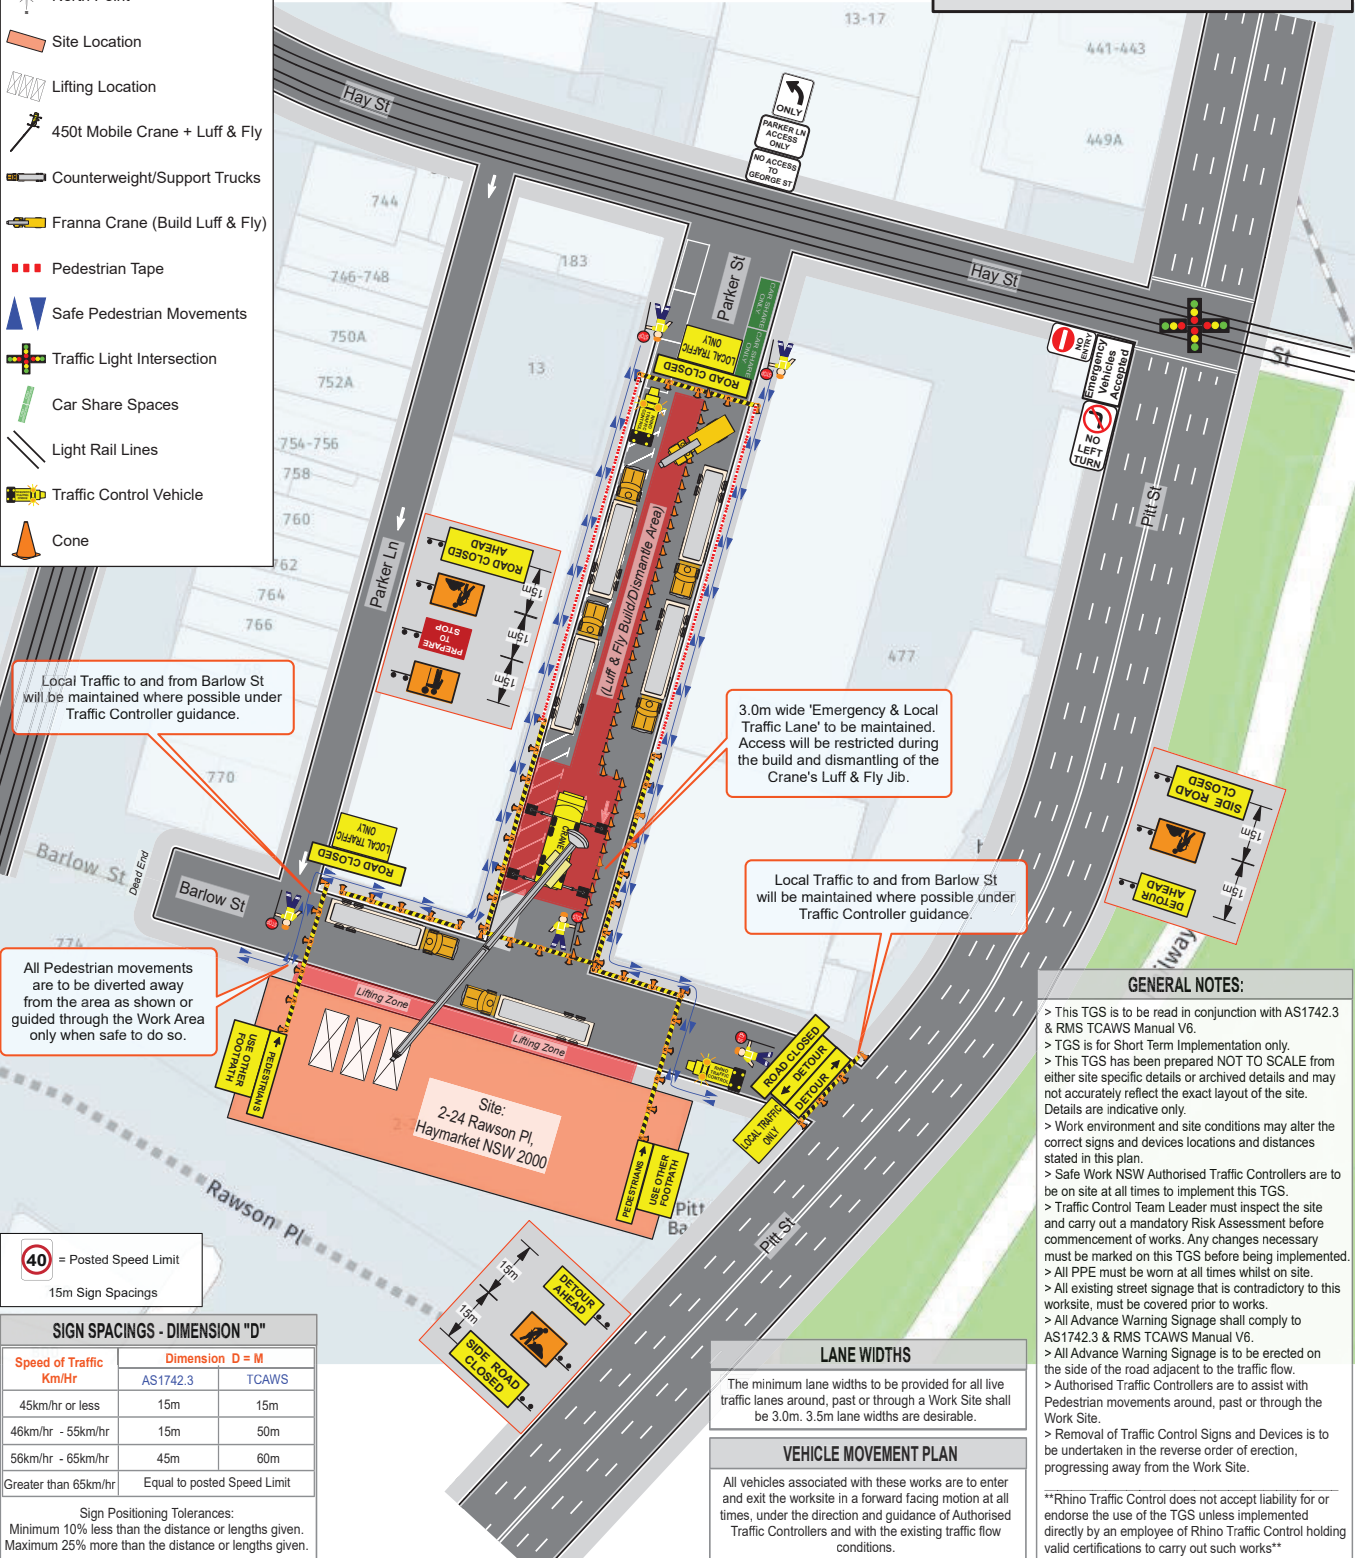 North Point
Site Location
Lifting Location
450t Mobile Crane + Luff & Fly
Counterweight/Support Trucks
Franna Crane (Build Luff & Fly)
Pedestrian Tape
Safe Pedestrian Movements
Traffic Light Intersection
Car Share Spaces
Light Rail Lines
Traffic Control Vehicle
Cone
13-17
441-443
449A
Hay St
ONLY
PARKER LN
ACCESS
ONLY
NO ACCESS
TO
GEORGE ST
744
746-748
750A
752A
754-756
758
760
762
764
766
770
774
183
13
477
Parker St
CAR SHARE
ONLY
CAR SHARE
ONLY
Hay St
St
NO
ENTRY
Emergency
Vehicles
Accepted
NO
LEFT
TURN
Pitt St
LOCAL TRAFFIC
ONLY
ROAD CLOSED
(Luff & Fly Build/Dismantle Area)
Parker Ln
ROAD CLOSED
AHEAD
15m
PREPARE
TO
STOP
15m
15m
Local Traffic to and from Barlow St
will be maintained where possible under
Traffic Controller guidance.
3.0m wide 'Emergency & Local
Traffic Lane' to be maintained.
Access will be restricted during
the build and dismantling of the
Crane's Luff & Fly Jib.
SIDE ROAD
CLOSED
15m
15m
DETOUR
AHEAD
CRANE
LOCAL TRAFFIC
ONLY
ROAD CLOSED
Barlow St
Dead End
Barlow St
Local Traffic to and from Barlow St
will be maintained where possible under
Traffic Controller guidance.
All Pedestrian movements
are to be diverted away
from the area as shown or
guided through the Work Area
only when safe to do so.
Lifting Zone
Lifting Zone
USE OTHER
FOOTPATH
PEDESTRIANS
Site:
2-24 Rawson Pl,
Haymarket NSW 2000
ROAD CLOSED
DETOUR
DETOUR
LOCAL TRAFFIC
ONLY
PEDESTRIANS
USE OTHER
FOOTPATH
Pitt
Ba
ilway
Rawson Pl
Pitt St
40 = Posted Speed Limit
15m Sign Spacings
15m
15m
DETOUR
AHEAD
SIDE ROAD
CLOSED
SIGN SPACINGS - DIMENSION "D"
Speed of Traffic
Km/Hr
Dimension D = M
AS1742.3 TCAWS
45km/hr or less 15m 15m
46km/hr - 55km/hr 15m 50m
56km/hr - 65km/hr 45m 60m
Greater than 65km/hr Equal to posted Speed Limit
Sign Positioning Tolerances:
Minimum 10% less than the distance or lengths given.
Maximum 25% more than the distance or lengths given.
LANE WIDTHS
The minimum lane widths to be provided for all live
traffic lanes around, past or through a Work Site shall
be 3.0m. 3.5m lane widths are desirable.
VEHICLE MOVEMENT PLAN
All vehicles associated with these works are to enter
and exit the worksite in a forward facing motion at all
times, under the direction and guidance of Authorised
Traffic Controllers and with the existing traffic flow
conditions.
GENERAL NOTES:
> This TGS is to be read in conjunction with AS1742.3
& RMS TCAWS Manual V6.
> TGS is for Short Term Implementation only.
> This TGS has been prepared NOT TO SCALE from
either site specific details or archived details and may
not accurately reflect the exact layout of the site.
Details are indicative only.
> Work environment and site conditions may alter the
correct signs and devices locations and distances
stated in this plan.
> Safe Work NSW Authorised Traffic Controllers are to
be on site at all times to implement this TGS.
> Traffic Control Team Leader must inspect the site
and carry out a mandatory Risk Assessment before
commencement of works. Any changes necessary
must be marked on this TGS before being implemented.
> All PPE must be worn at all times whilst on site.
> All existing street signage that is contradictory to this
worksite, must be covered prior to works.
> All Advance Warning Signage shall comply to
AS1742.3 & RMS TCAWS Manual V6.
> All Advance Warning Signage is to be erected on
the side of the road adjacent to the traffic flow.
> Authorised Traffic Controllers are to assist with
Pedestrian movements around, past or through the
Work Site.
> Removal of Traffic Control Signs and Devices is to
be undertaken in the reverse order of erection,
progressing away from the Work Site.
**Rhino Traffic Control does not accept liability for or
endorse the use of the TGS unless implemented
directly by an employee of Rhino Traffic Control holding
valid certifications to carry out such works**